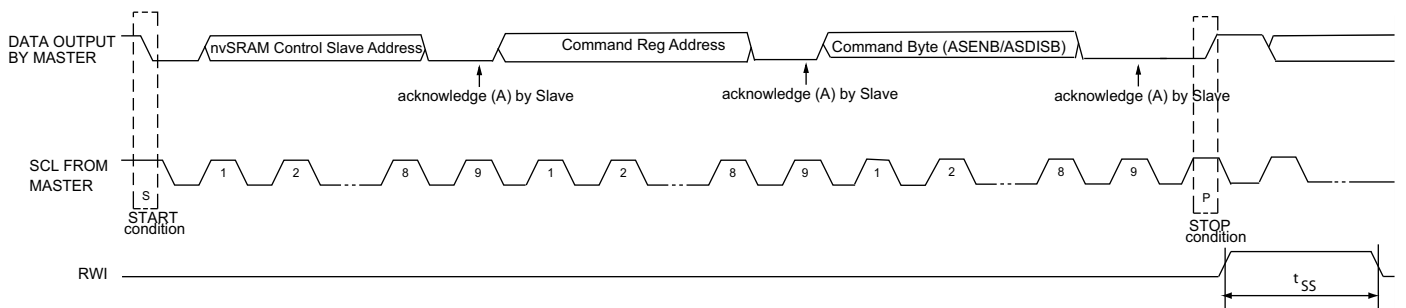 DATA OUTPUT
BY MASTER
nvSRAM Control Slave Address
Command Reg Address
Command Byte (ASENB/ASDISB)
acknowledge (A) by Slave
acknowledge (A) by Slave
acknowledge (A) by Slave
SCL FROM
MASTER
1 2 8 9 1 2 8 9 1 2 8 9
S
P
START
condition
STOP
condition
RWI
tSS